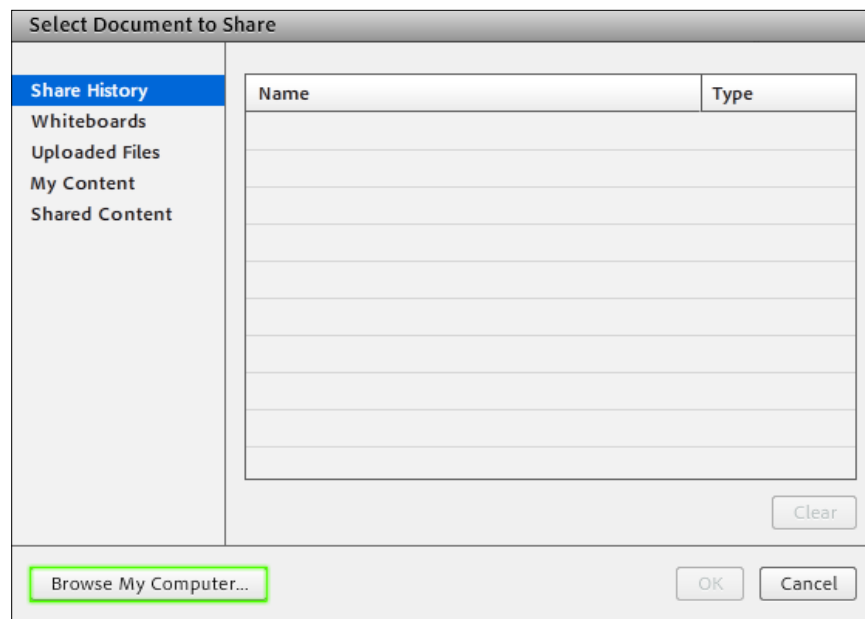 Select Document to Share
Share History
Whiteboards
Uploaded Files
My Content
Shared Content
Name Type
Clear
Browse My Computer... OK Cancel